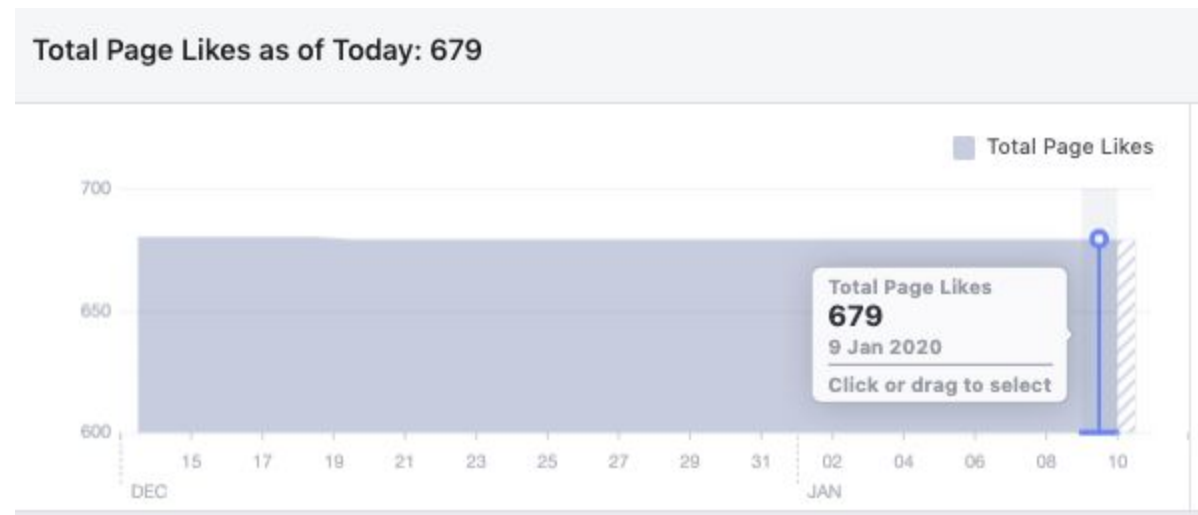 Total Page Likes as of Today: 679
Total Page Likes
700
650
600
Total Page Likes
679
9 Jan 2020
Click or drag to select
15 17 19 21 23 25 27 29 31 02 04 06 08 10
DEC JAN